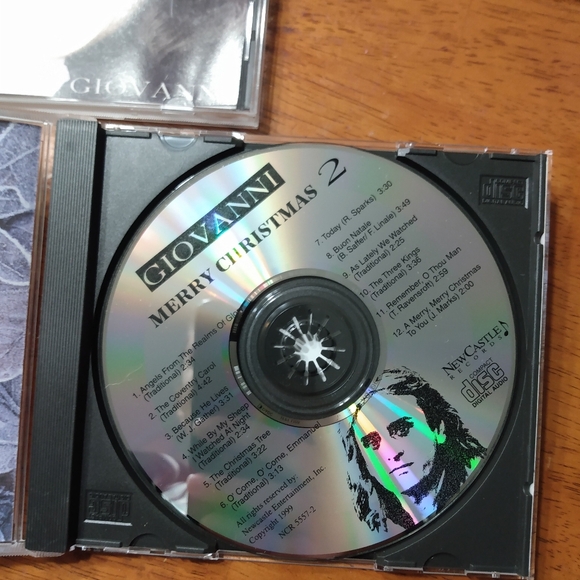 GIOVANNI
GIOVANNI
MERRY CHRISTMAS 2
1. Angels From The Realms Of
(Traditional) 2:34
2. The Coventry Carol
(Traditional) 4:42
3. Because He Lives
(W. J. Gaither) 3:31
4. While By My Sheep
(Watched At Night)
(Traditional) 2:34
5. The Christmas Tree
(Traditional) 3:22
6. O' Come, O' Come, Emmanuel
(Traditional) 3:13
7. Today (R. Sparks) 3:30
8. Buon Natale
(B. Saffer/ F. Linale) 3:49
9. As Lately We Watched
(Traditional) 2:25
10. The Three Kings
(Traditional) 3:36
11. Remember O Thou Man
(T. Ravensroft) 2:59
12. A Merry, Merry Christmas
To You (J. Marks) 2:00
NEWCASTLE
RECORDS
COMPACT
disc
DIGITAL AUDIO
All rights reserved by
Newcastle Entertainment, Inc.
Copyright 1999
NCR 5557-2